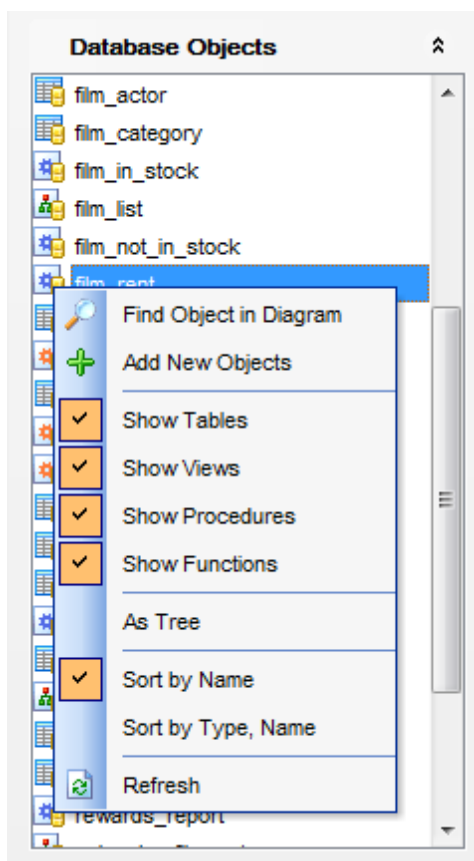 Database Objects
film_actor
film_category
film_in_stock
film_list
film_not_in_stock
film_rent
Find Object in Diagram
Add New Objects
Show Tables
Show Views
Show Procedures
Show Functions
As Tree
Sort by Name
Sort by Type, Name
Refresh
rewards_report